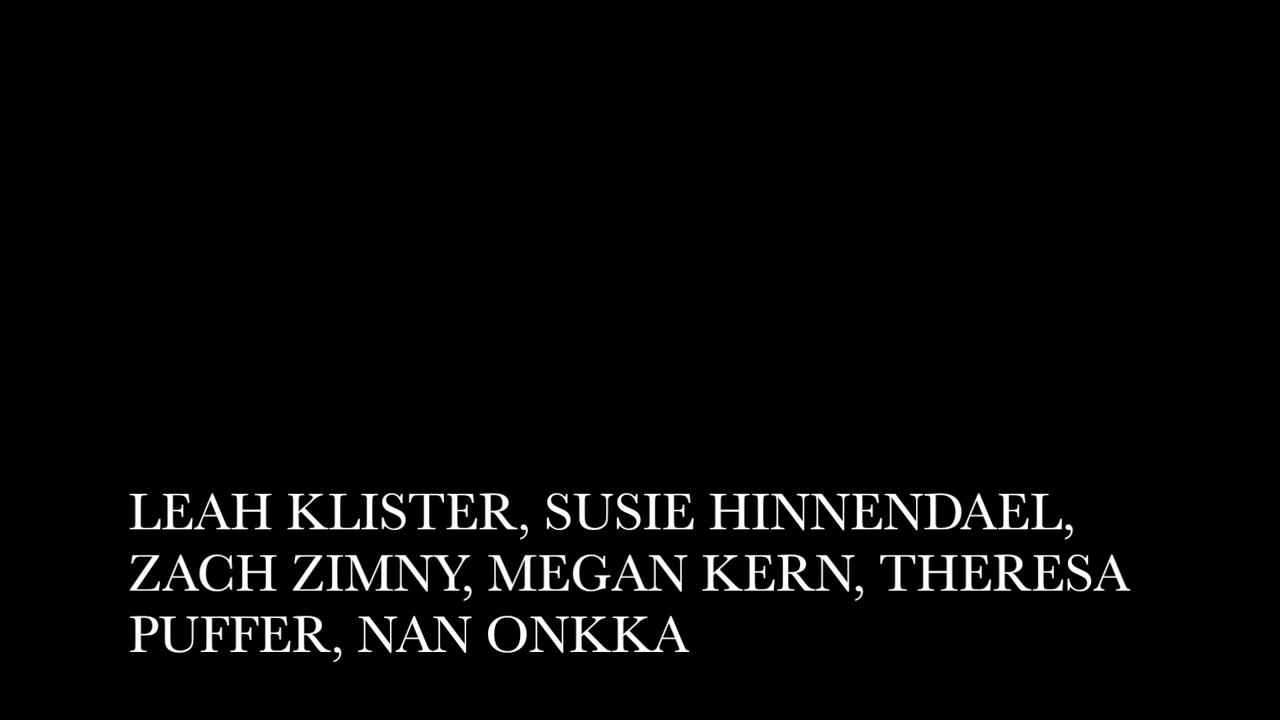 LEAH KLISTER, SUSIE HINNENDAEL,
ZACH ZIMNY, MEGAN KERN, THERESA
PUFFER, NAN ONKKA